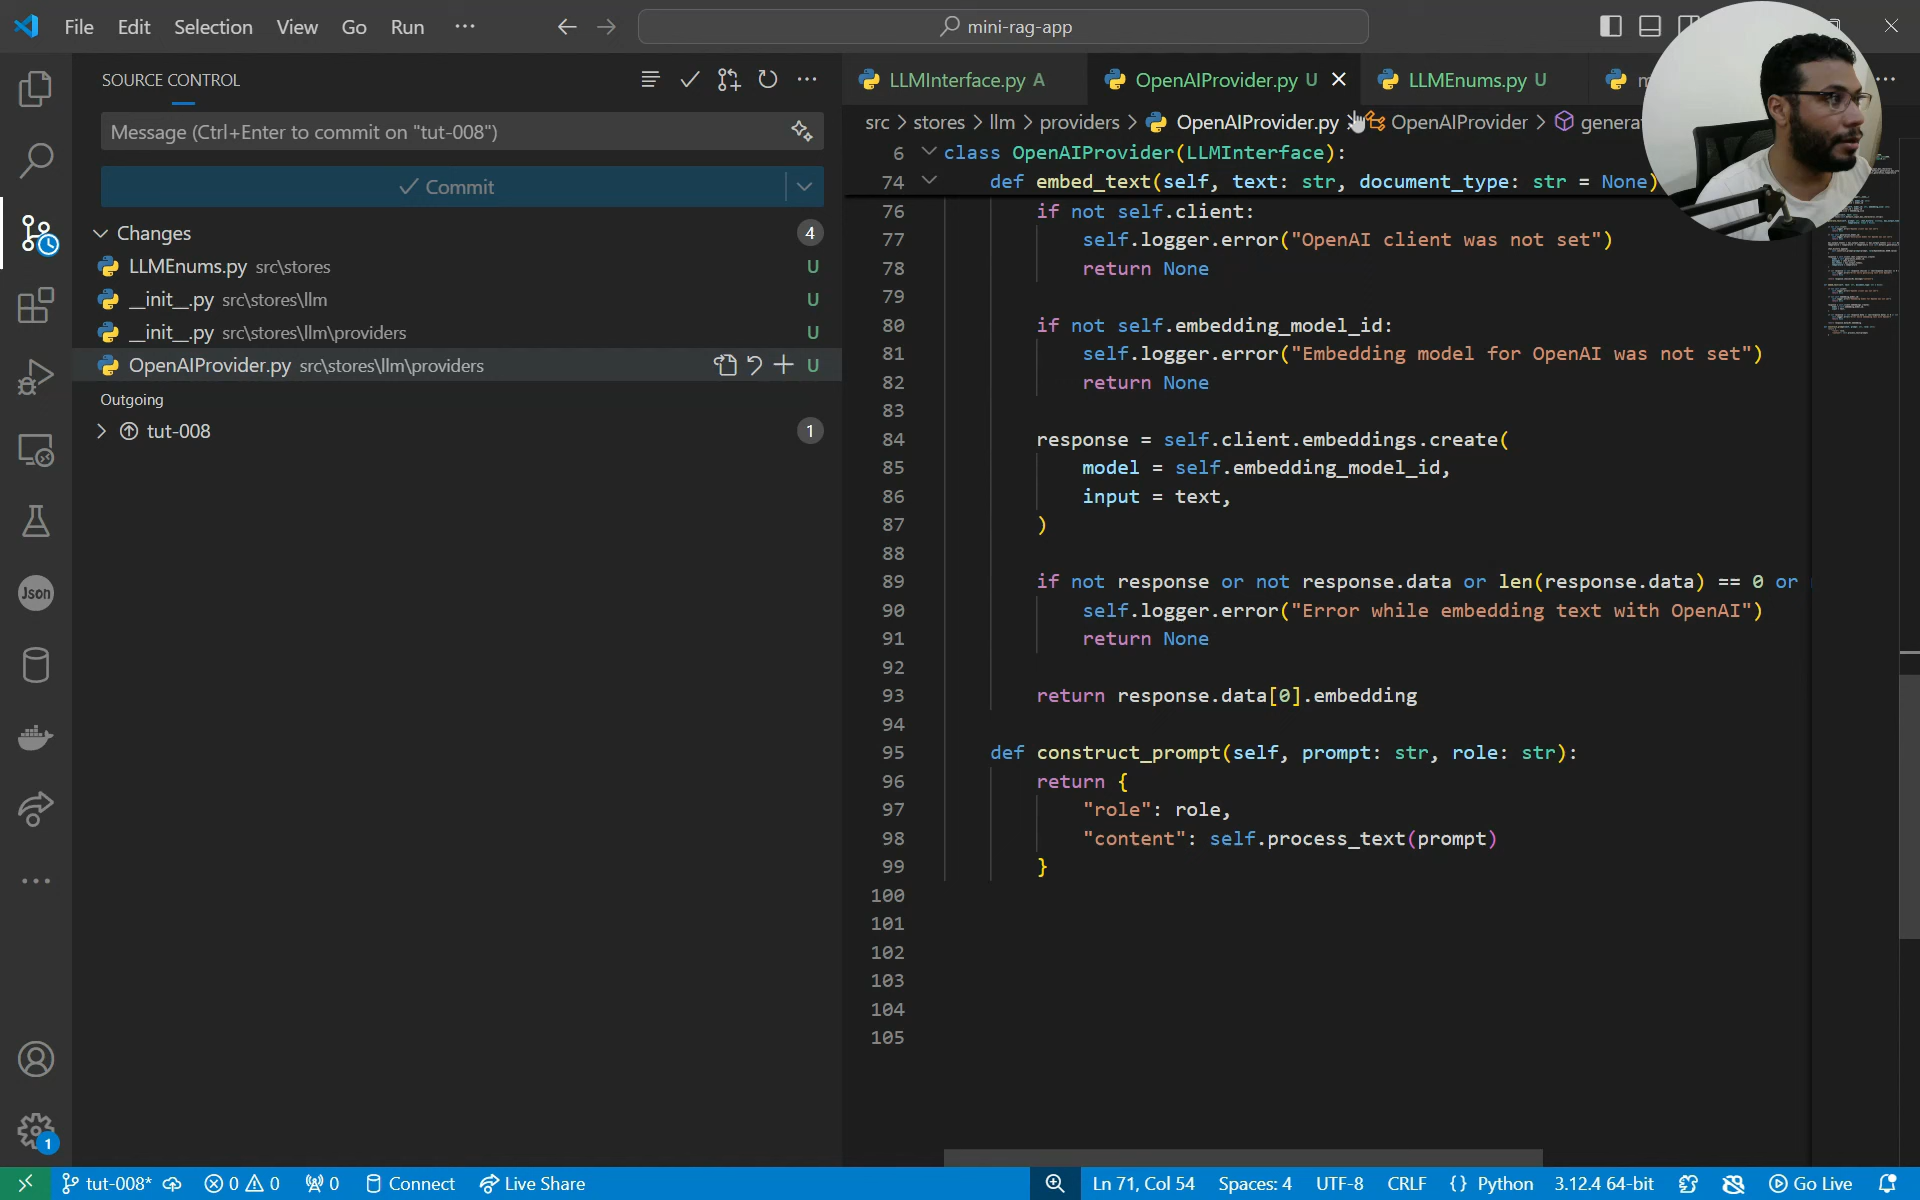 File Edit Selection View Go Run ···
mini-rag-app
SOURCE CONTROL
Message (Ctrl+Enter to commit on "tut-008")
Commit
Changes 4
LLMEnums.py src\stores U
__init__.py src\stores\llm U
__init__.py src\stores\llm\providers U
OpenAIProvider.py src\stores\llm\providers U
Outgoing
tut-008 1
Json
1
LLMInterface.py A OpenAIProvider.py U LLMEnums.py U
src > stores > llm > providers > OpenAIProvider.py > OpenAIProvider >
6 class OpenAIProvider(LLMInterface):
74 def embed_text(self, text: str, document_type: str = None)
76 if not self.client:
77 self.logger.error("OpenAI client was not set")
78 return None
79
80 if not self.embedding_model_id:
81 self.logger.error("Embedding model for OpenAI was not set")
82 return None
83
84 response = self.client.embeddings.create(
85 model = self.embedding_model_id,
86 input = text,
87 )
88
89 if not response or not response.data or len(response.data) == 0 or
90 self.logger.error("Error while embedding text with OpenAI")
91 return None
92
93 return response.data[0].embedding
94
95 def construct_prompt(self, prompt: str, role: str):
96 return {
97 "role": role,
98 "content": self.process_text(prompt)
99 }
100
101
102
103
104
105
tut-008* 0 0 0 Connect Live Share Ln 71, Col 54 Spaces: 4 UTF-8 CRLF {} Python 3.12.4 64-bit Go Live